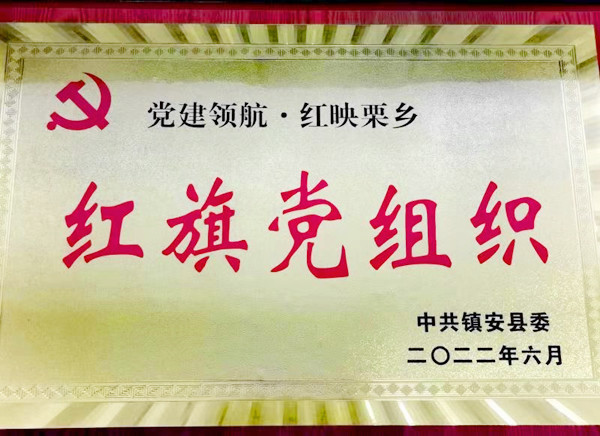 党建领航·红映栗乡
红旗党组织
中共镇安县委
二〇二二年六月